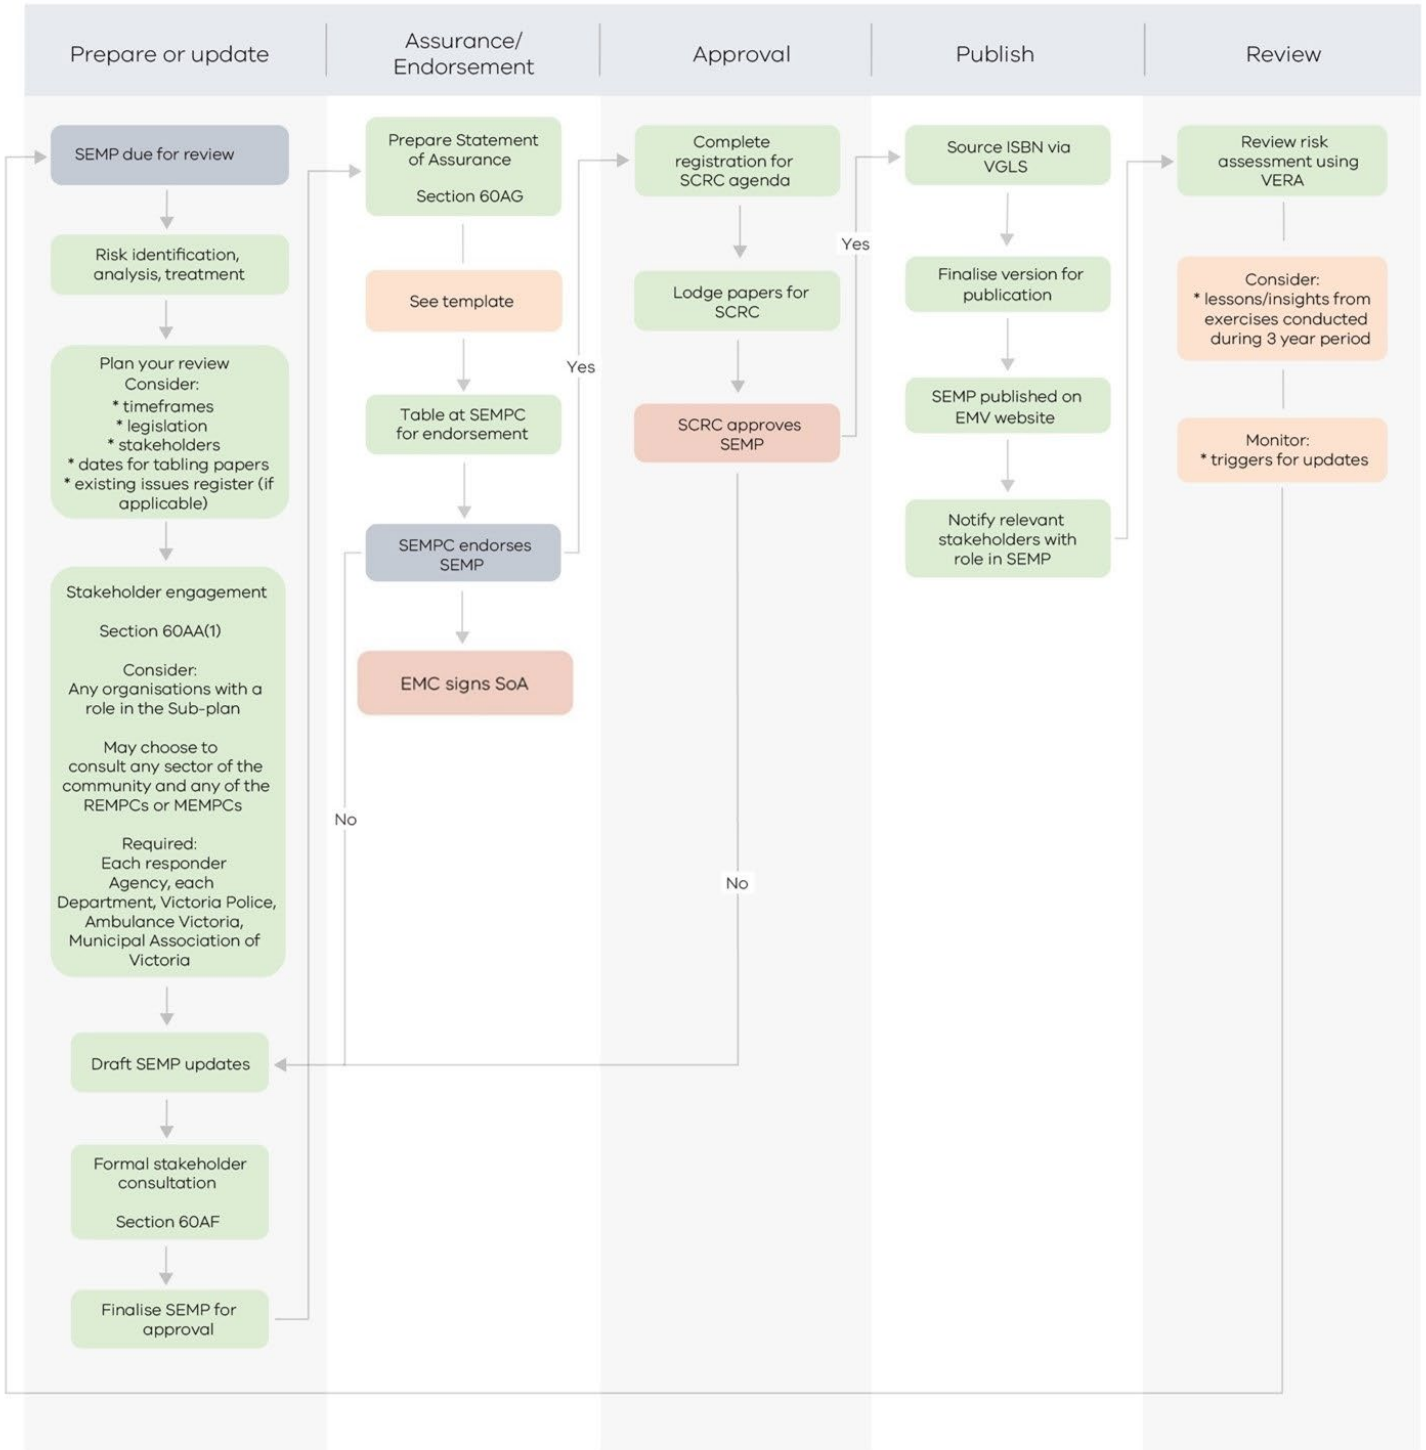 Prepare or update
Assurance/
Endorsement
Approval
Publish
Review
SEMP due for review
Risk identification,
analysis, treatment
Plan your review
Consider:
* timeframes
* legislation
* stakeholders
* dates for tabling papers
* existing issues register (if
applicable)
Stakeholder engagement
Section 60AA(1)
Consider:
Any organisations with a
role in the Sub-plan
May choose to
consult any sector of the
community and any of the
REMPCs or MEMPCs
Required:
Each responder
Agency, each
Department, Victoria Police,
Ambulance Victoria,
Municipal Association of
Victoria
Draft SEMP updates
Formal stakeholder
consultation
Section 60AF
Finalise SEMP for
approval
Prepare Statement
of Assurance
Section 60AG
See template
Table at SEMPC
for endorsement
SEMPC endorses
SEMP
EMC signs SoA
No
Yes
Complete
registration for
SCRC agenda
Lodge papers for
SCRC
SCRC approves
SEMP
No
Yes
Source ISBN via
VGLS
Finalise version for
publication
SEMP published on
EMV website
Notify relevant
stakeholders with
role in SEMP
Review risk
assessment using
VERA
Consider:
* lessons/insights from
exercises conducted
during 3 year period
Monitor:
* triggers for updates